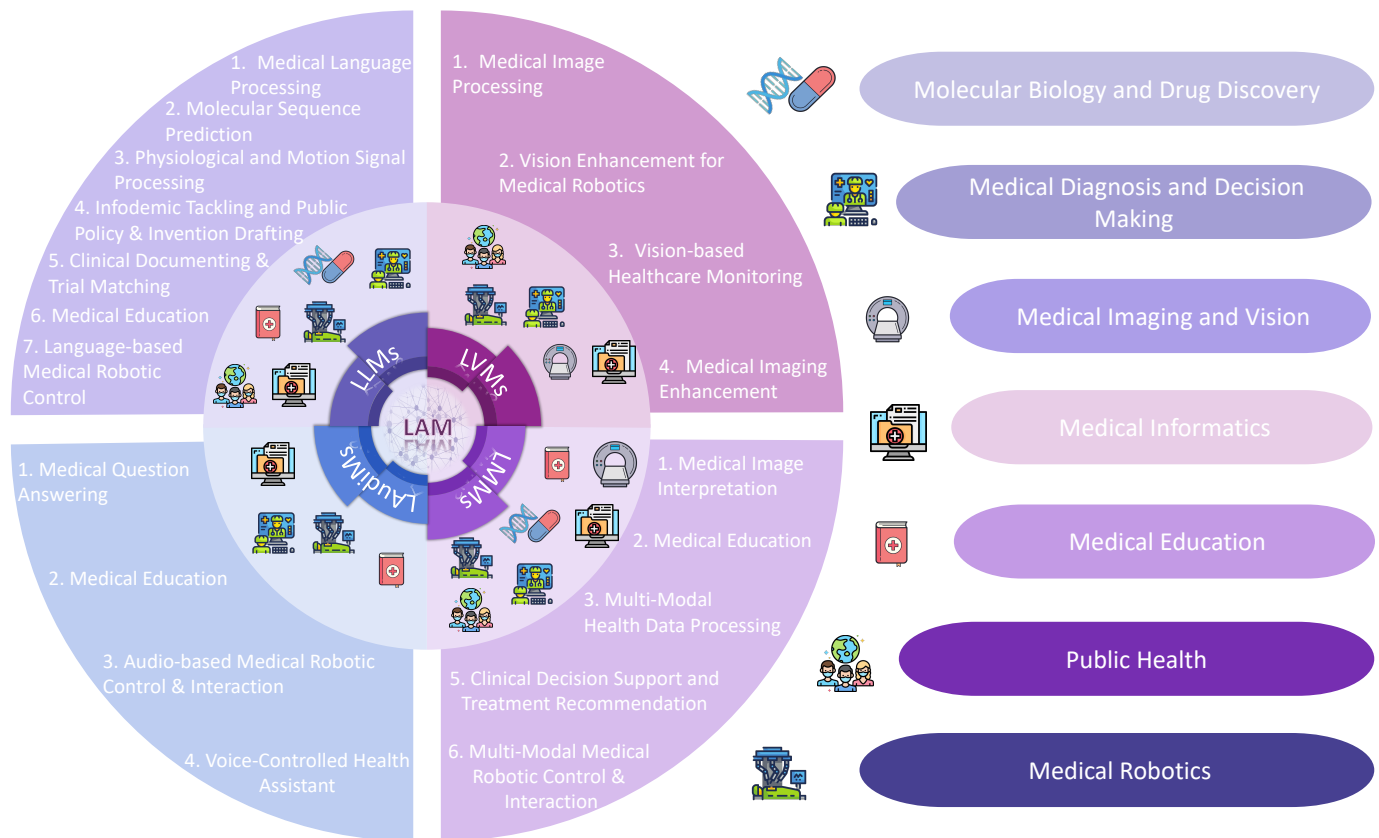 1. Medical Language
Processing
2. Molecular Sequence
Prediction
3. Physiological and Motion Signal
Processing
4. Infodemic Tackling and Public
Policy & Invention Drafting
5. Clinical Documenting &
Trial Matching
6. Medical Education
7. Language-based
Medical Robotic
Control
1. Medical Image
Processing
2. Vision Enhancement for
Medical Robotics
3. Vision-based
Healthcare Monitoring
4. Medical Imaging
Enhancement
LLMs
LVMs
LAM
LAudiMs
LMMs
1. Medical Question
Answering
2. Medical Education
3. Audio-based Medical Robotic
Control & Interaction
4. Voice-Controlled Health
Assistant
1. Medical Image
Interpretation
2. Medical Education
3. Multi-Modal
Health Data Processing
5. Clinical Decision Support and
Treatment Recommendation
6. Multi-Modal Medical
Robotic Control &
Interaction
Molecular Biology and Drug Discovery
Medical Diagnosis and Decision
Making
Medical Imaging and Vision
Medical Informatics
Medical Education
Public Health
Medical Robotics